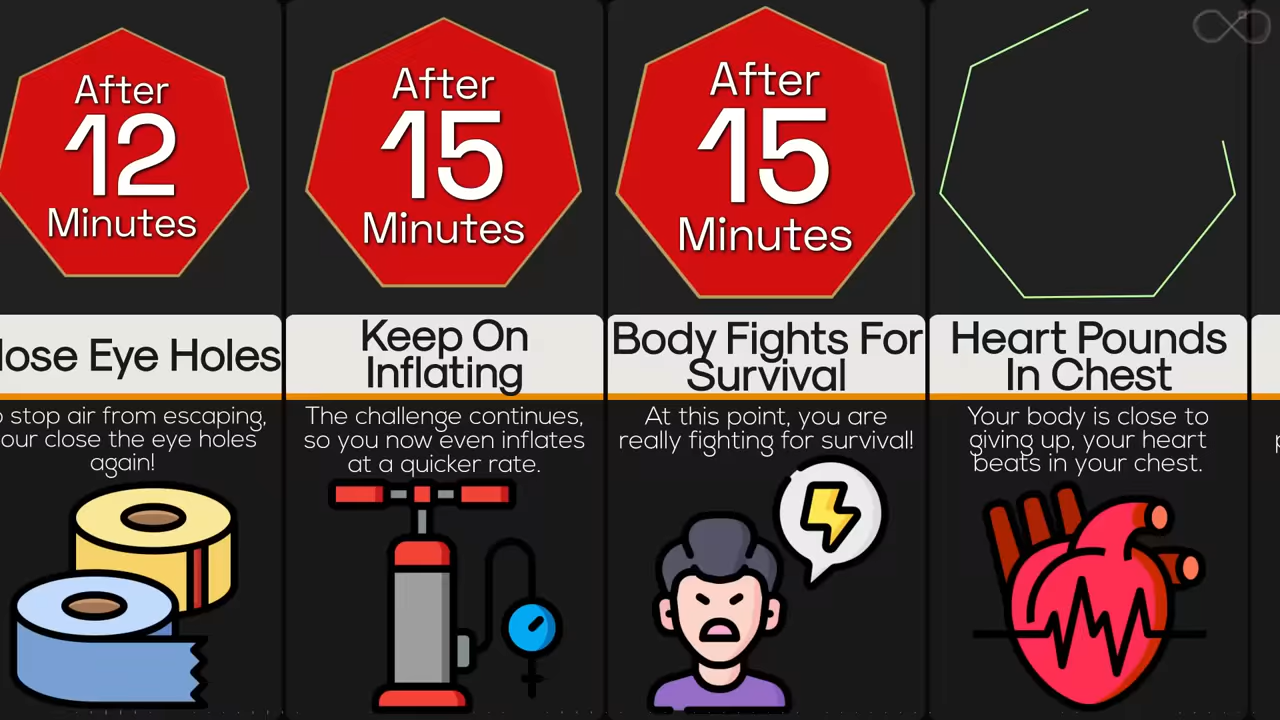 After
12
Minutes
lose Eye Holes
o stop air from escaping,
our close the eye holes
again!
After
15
Minutes
Keep On
Inflating
The challenge continues,
so you now even inflates
at a quicker rate.
After
15
Minutes
Body Fights For
Survival
At this point, you are
really fighting for survival!
Heart Pounds
In Chest
Your body is close to
giving up, your heart
beats in your chest.
p